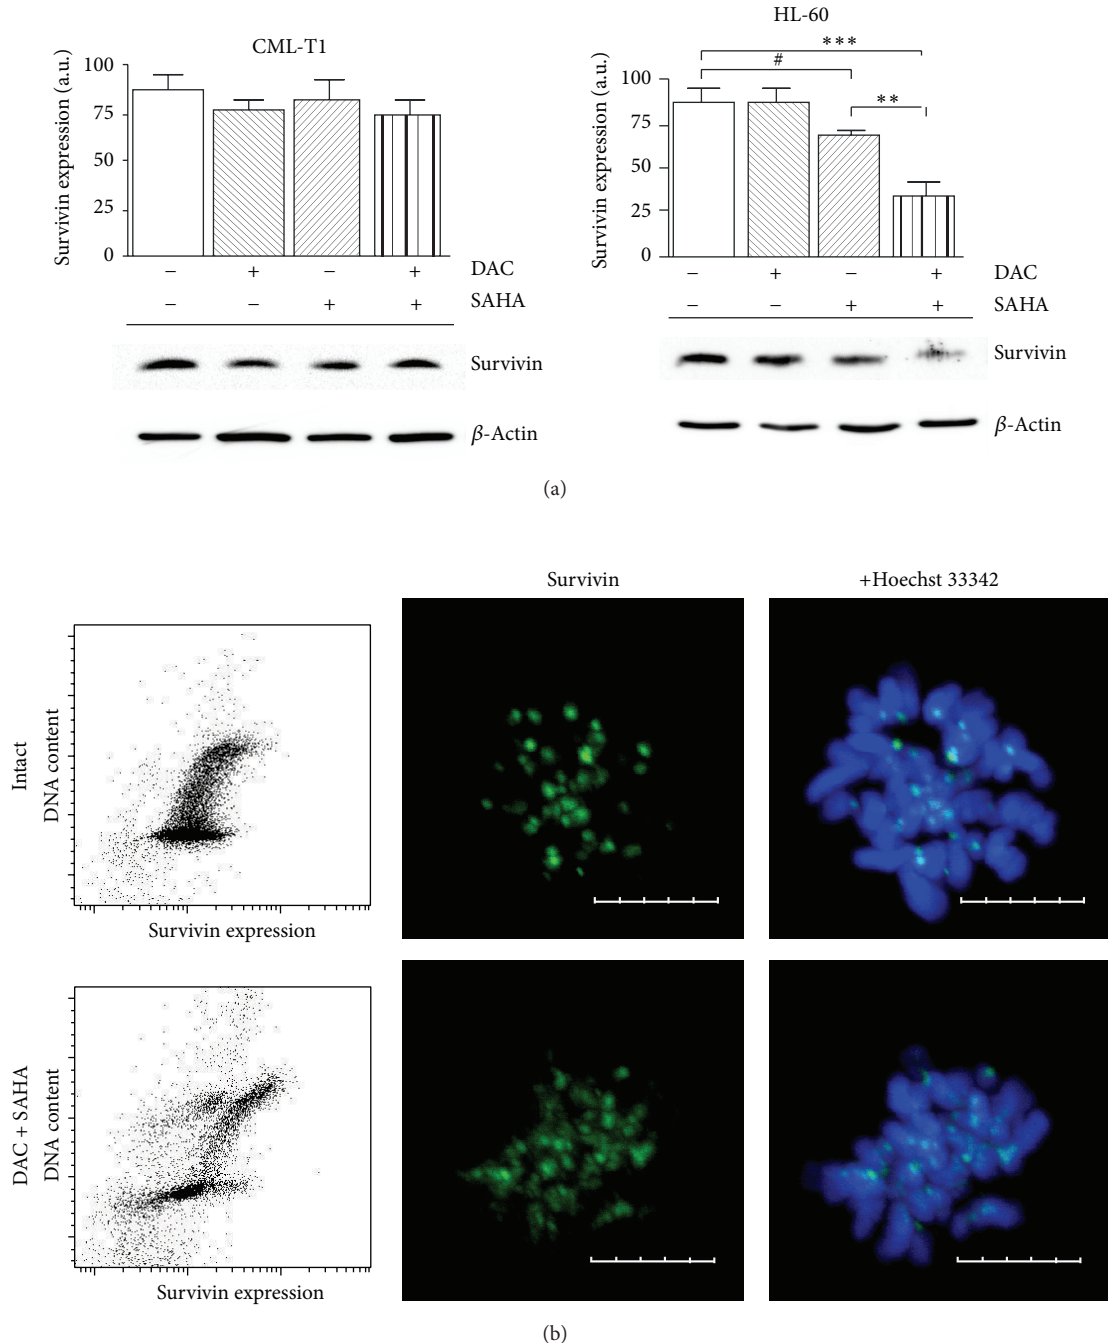 CML-T1
Survivin expression (a.u.)
100
75
50
25
0
− + − + DAC
− − + + SAHA
Survivin
β-Actin
HL-60
***
#
**
Survivin expression (a.u.)
100
75
50
25
0
− + − + DAC
− − + + SAHA
Survivin
β-Actin
(a)
Survivin
+Hoechst 33342
Intact
DNA content
Survivin expression
DAC + SAHA
DNA content
Survivin expression
(b)